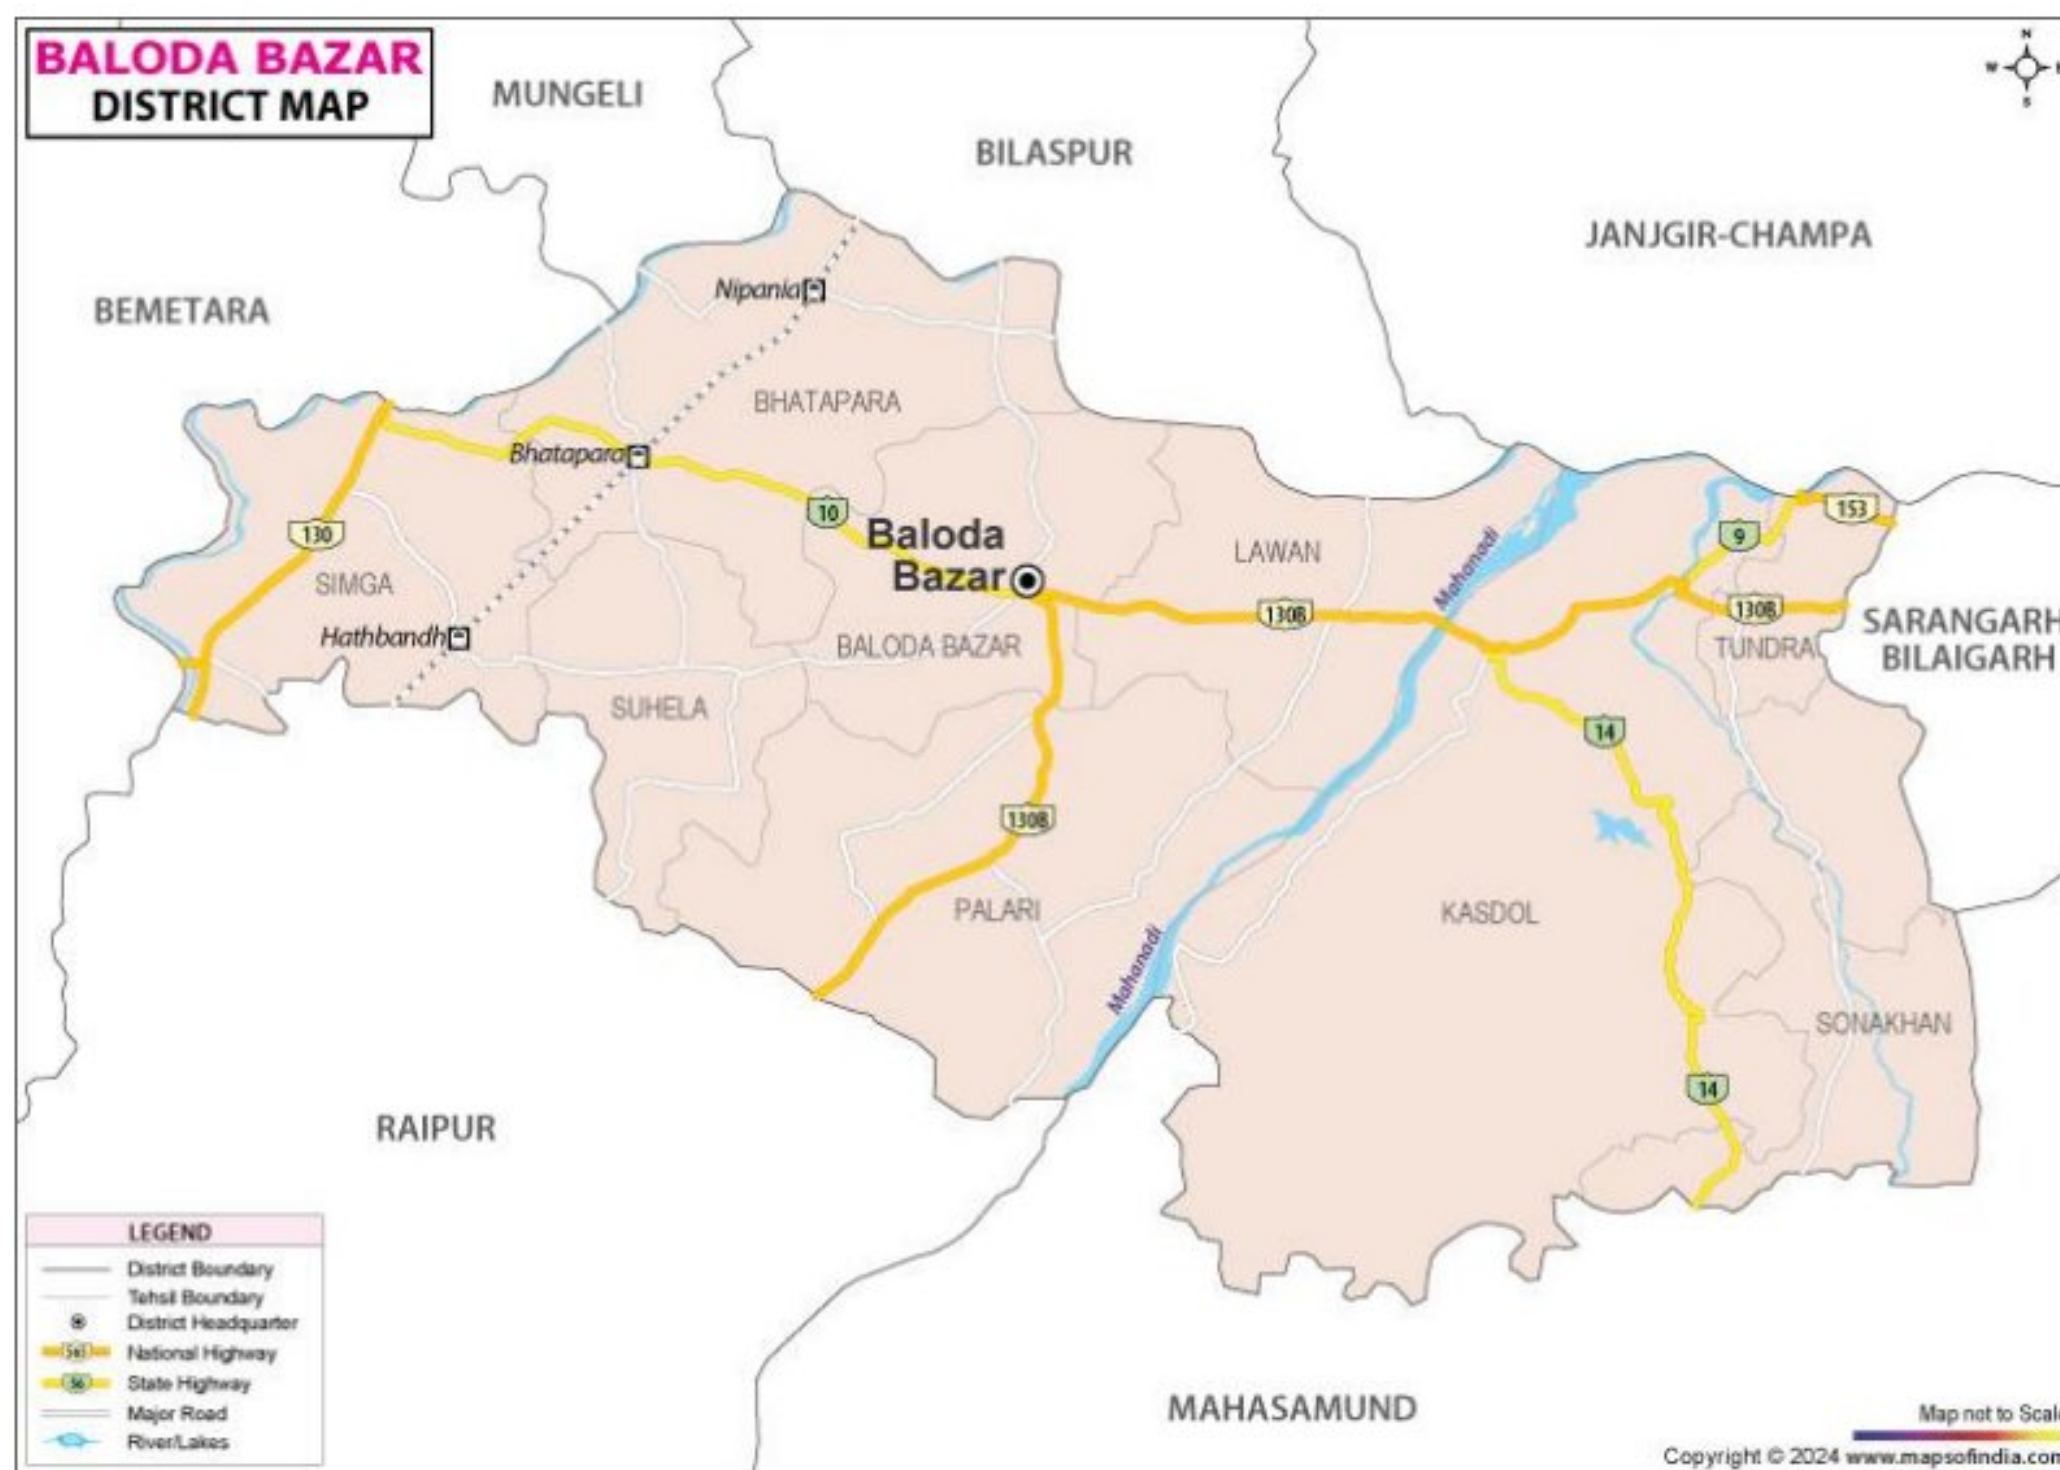 BALODA BAZAR
DISTRICT MAP
MUNGELI
BILASPUR
N
W
S
JANJGIR-CHAMPA
BEMETARA
Nipania
BHATAPARA
Bhatapara
10
130
153
9
Baloda
Bazar
LAWAN
Mahanadi
SIMGA
130B
130B
Hathbandh
BALODA BAZAR
TUNDRA
SARANGARH
BILAIGARH
SUHELA
14
130B
PALARI
KASDOL
Mahanadi
SONAKHAN
14
RAIPUR
MAHASAMUND
LEGEND
District Boundary
Tehsil Boundary
District Headquarter
National Highway
State Highway
Major Road
River/Lakes
Map not to Scale
Copyright © 2024 www.mapsofindia.com